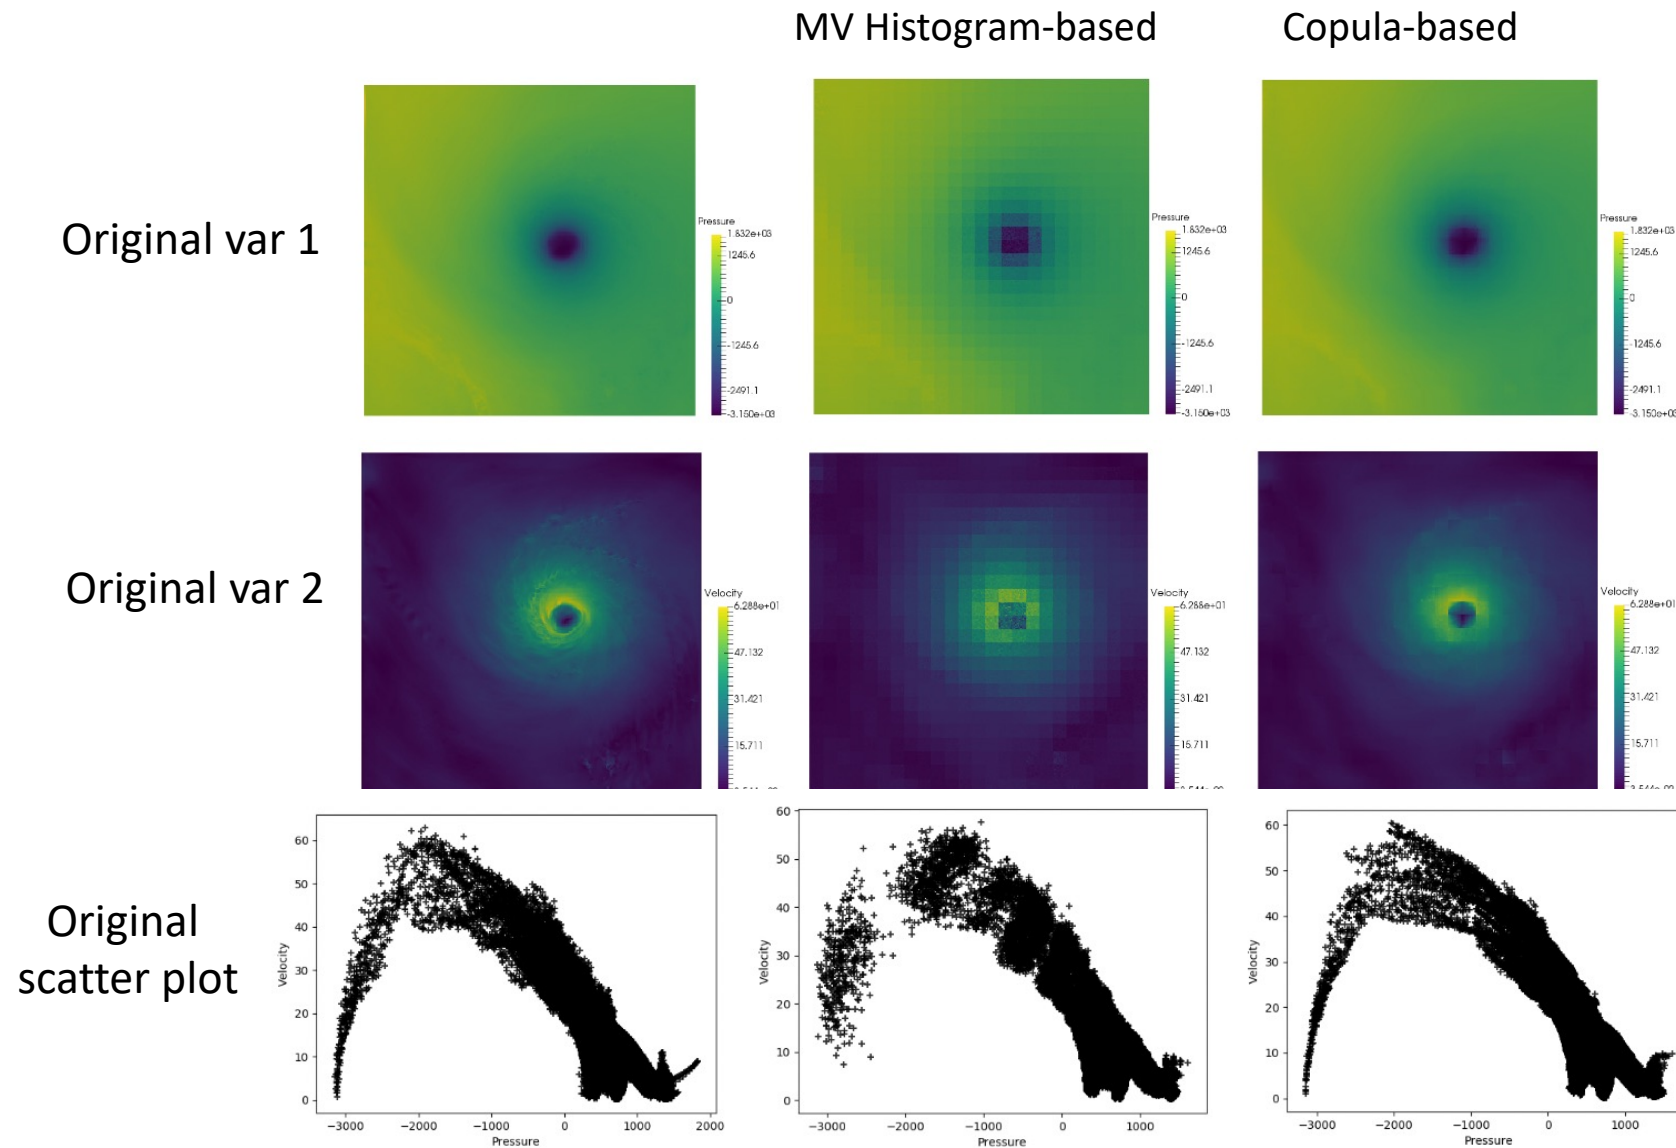 MV Histogram-based
Copula-based
Original var 1
Pressure
1.832e+03
1245.6
0
-1245.6
-2491.1
-3.150e+03
Pressure
1.832e+03
1245.6
0
-1245.6
-2491.1
-3.150e+03
Pressure
1.832e+03
1245.6
0
-1245.6
-2491.1
-3.150e+03
Original var 2
Velocity
6.288e+01
47.132
31.421
15.711
Velocity
6.288e+01
47.132
31.421
15.711
Velocity
6.288e+01
47.132
31.421
15.711
Original
scatter plot
Velocity
60
50
40
30
20
10
0
−3000 −2000 −1000 0 1000 2000
Pressure
Velocity
60
50
40
30
20
10
0
−3000 −2000 −1000 0 1000
Pressure
Velocity
60
50
40
30
20
10
0
−3000 −2000 −1000 0 1000
Pressure